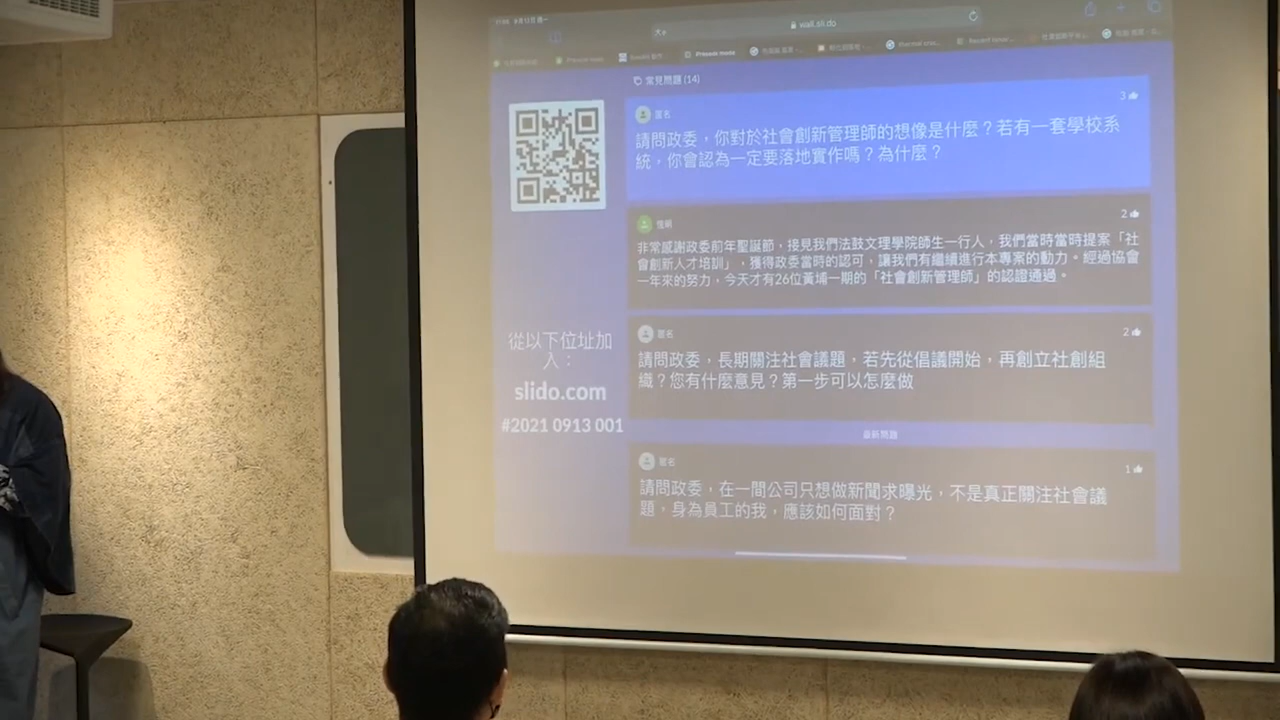 wall.sli.do
Present mode
常見問題 (14)
匿名
3
請問政委，你對於社會創新管理師的想像是什麼？若有一套學校系
統，你會認為一定要落地實作嗎？為什麼？
2
非常感謝政委前年聖誕節，接見我們法鼓文理學院師生一行人，我們當時當時提案「社
會創新人才培訓」，獲得政委當時的認可，讓我們有繼續進行本專案的動力。經過協會
一年來的努力，今天才有26位黃埔一期的「社會創新管理師」的認證通過。
匿名
2
請問政委，長期關注社會議題，若先從倡議開始，再創立社創組
織？您有什麼意見？第一步可以怎麼做
最新問題
匿名
1
請問政委，在一間公司只想做新聞求曝光，不是真正關注社會議
題，身為員工的我，應該如何面對？
從以下位址加
入：
slido.com
#2021 0913 001